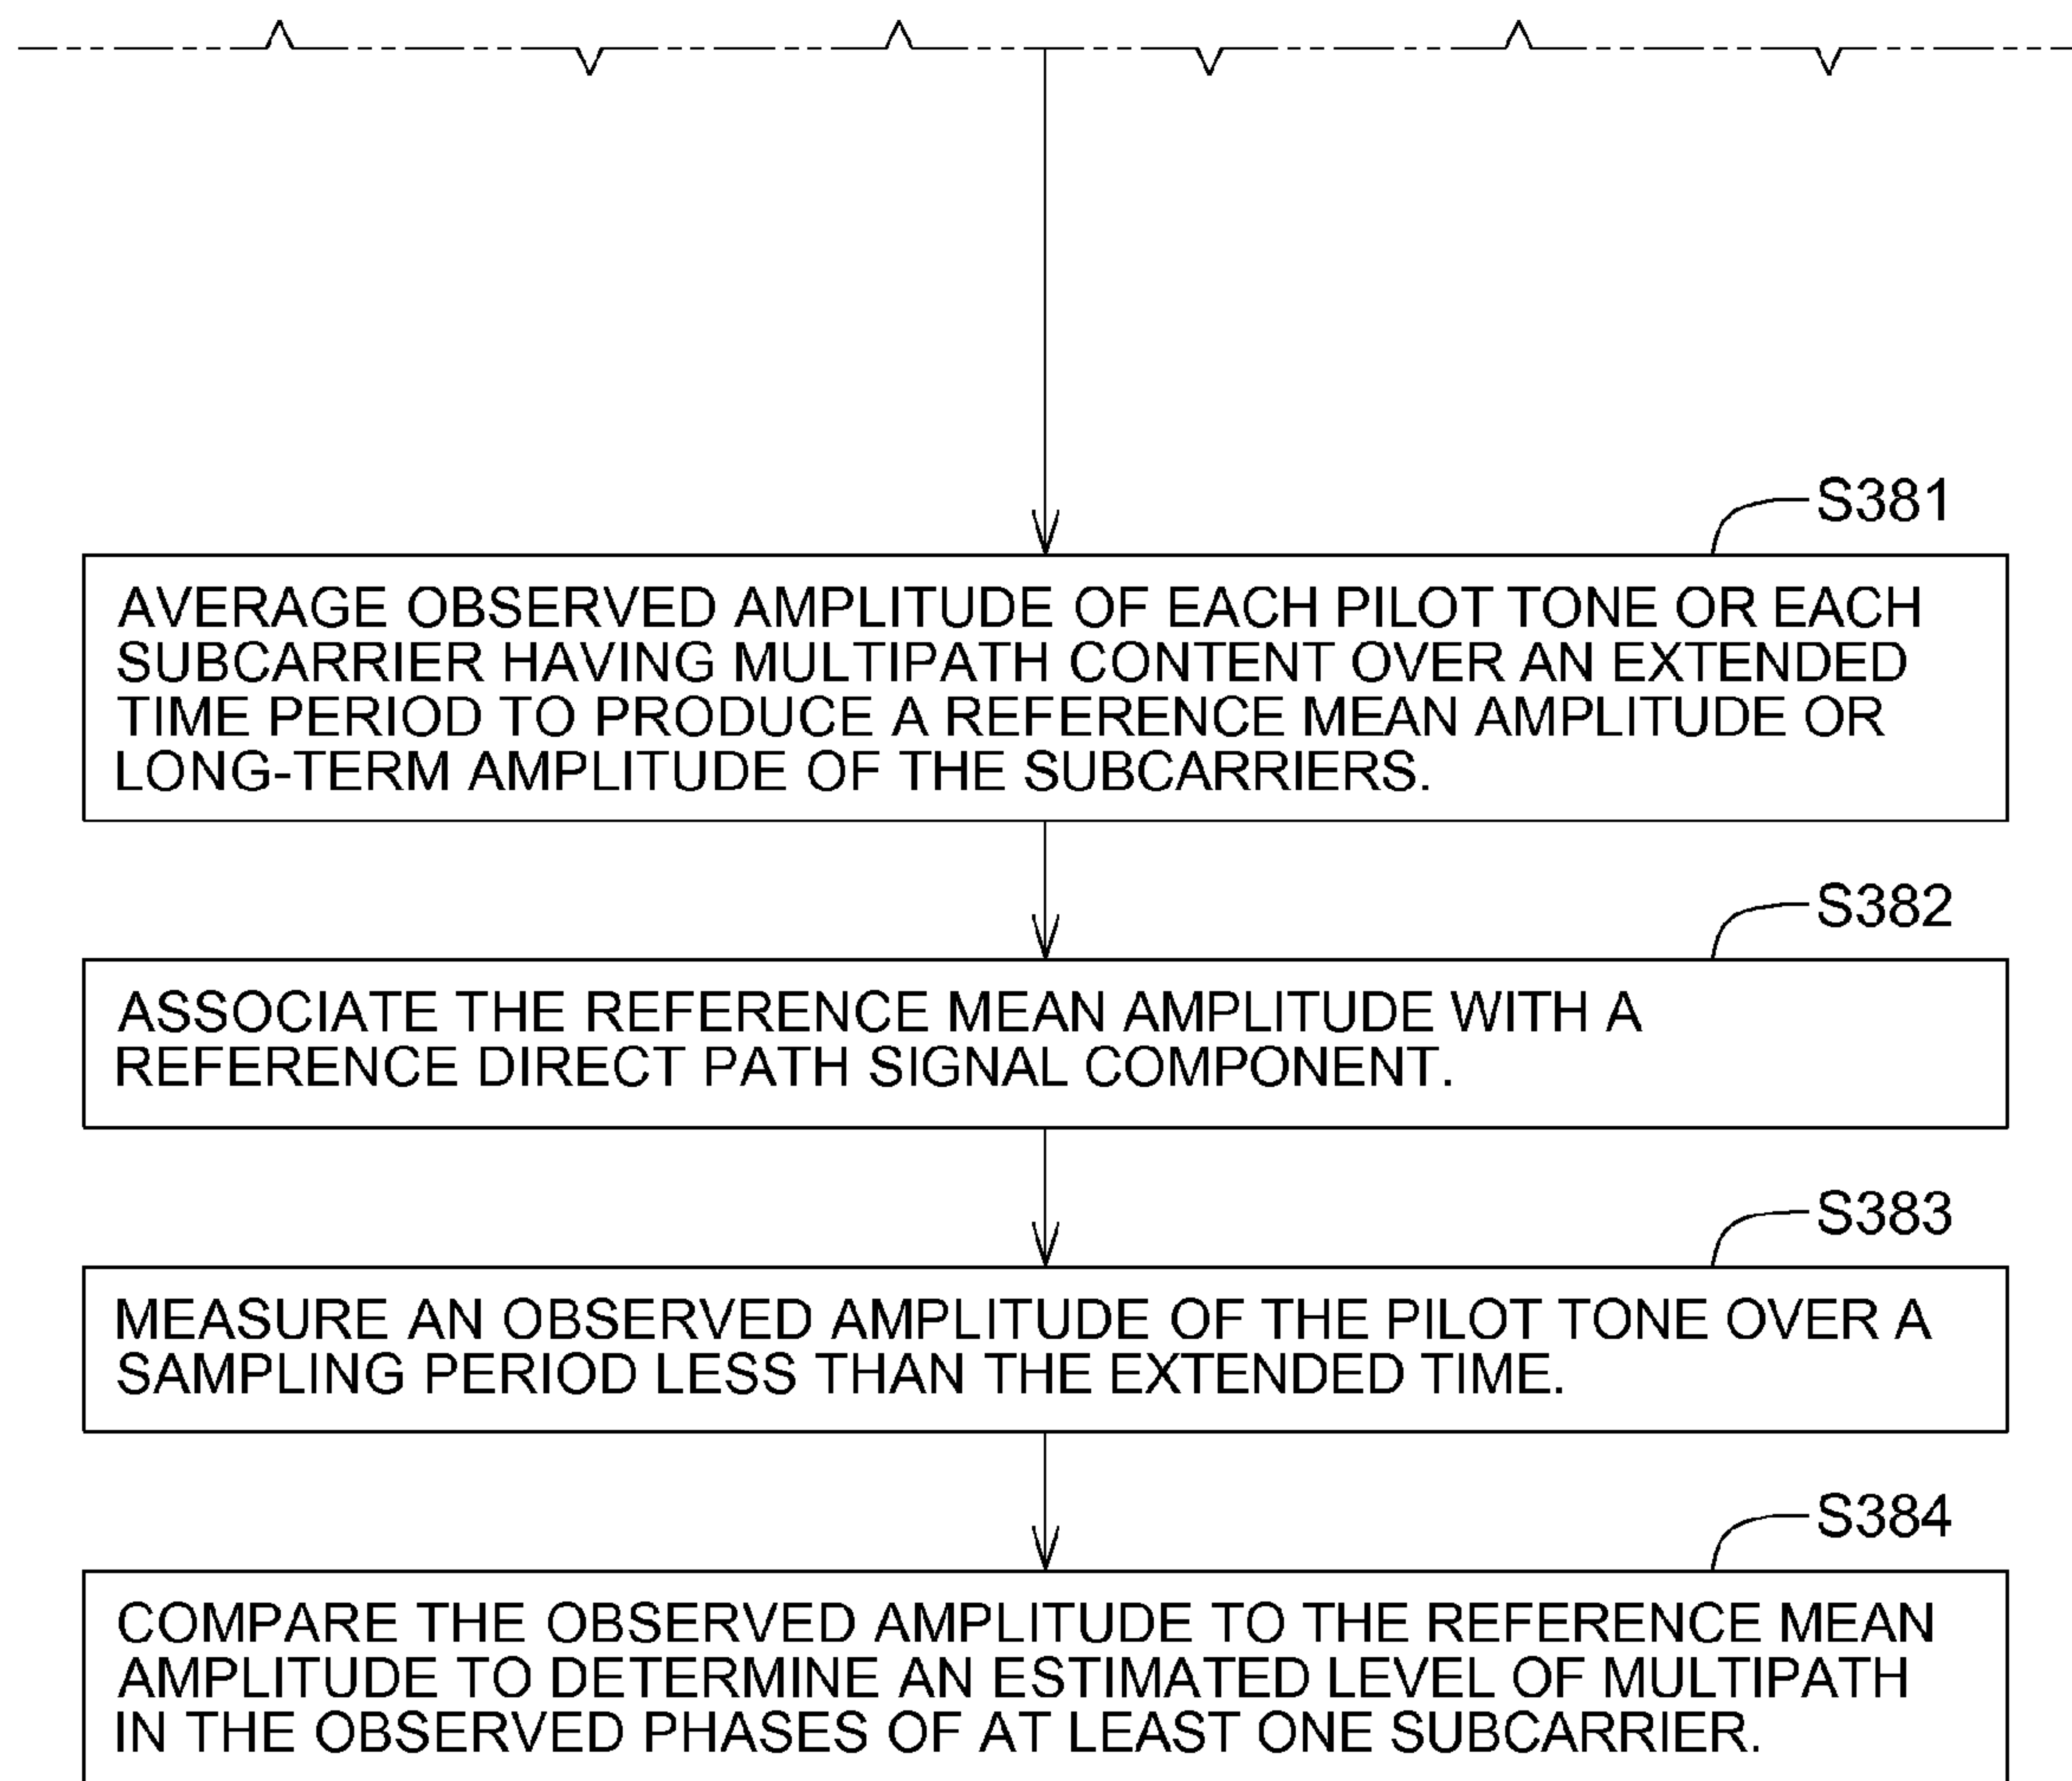 S381
AVERAGE OBSERVED AMPLITUDE OF EACH PILOT TONE OR EACH
SUBCARRIER HAVING MULTIPATH CONTENT OVER AN EXTENDED
TIME PERIOD TO PRODUCE A REFERENCE MEAN AMPLITUDE OR
LONG-TERM AMPLITUDE OF THE SUBCARRIERS.
S382
ASSOCIATE THE REFERENCE MEAN AMPLITUDE WITH A
REFERENCE DIRECT PATH SIGNAL COMPONENT.
S383
MEASURE AN OBSERVED AMPLITUDE OF THE PILOT TONE OVER A
SAMPLING PERIOD LESS THAN THE EXTENDED TIME.
S384
COMPARE THE OBSERVED AMPLITUDE TO THE REFERENCE MEAN
AMPLITUDE TO DETERMINE AN ESTIMATED LEVEL OF MULTIPATH
IN THE OBSERVED PHASES OF AT LEAST ONE SUBCARRIER.